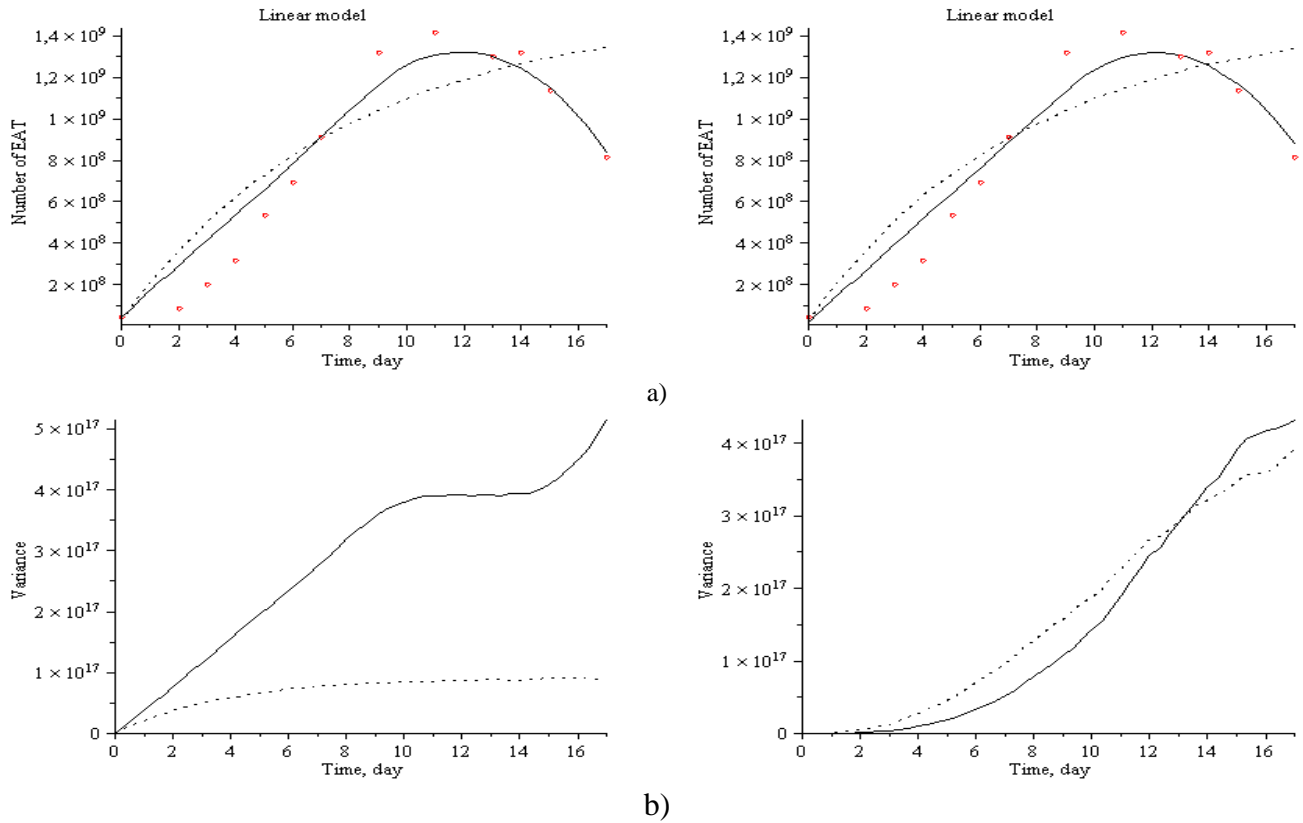 Linear model
1,4 × 10⁹
1,2 × 10⁹
1 × 10⁹
8 × 10⁸
6 × 10⁸
4 × 10⁸
2 × 10⁸
Number of EAT
0 2 4 6 8 10 12 14 16
Time, day
Linear model
1,4 × 10⁹
1,2 × 10⁹
1 × 10⁹
8 × 10⁸
6 × 10⁸
4 × 10⁸
2 × 10⁸
Number of EAT
0 2 4 6 8 10 12 14 16
Time, day
a)
5 × 10¹⁷
4 × 10¹⁷
3 × 10¹⁷
2 × 10¹⁷
1 × 10¹⁷
0
Variance
0 2 4 6 8 10 12 14 16
Time, day
4 × 10¹⁷
3 × 10¹⁷
2 × 10¹⁷
1 × 10¹⁷
0
Variance
0 2 4 6 8 10 12 14 16
Time, day
b)